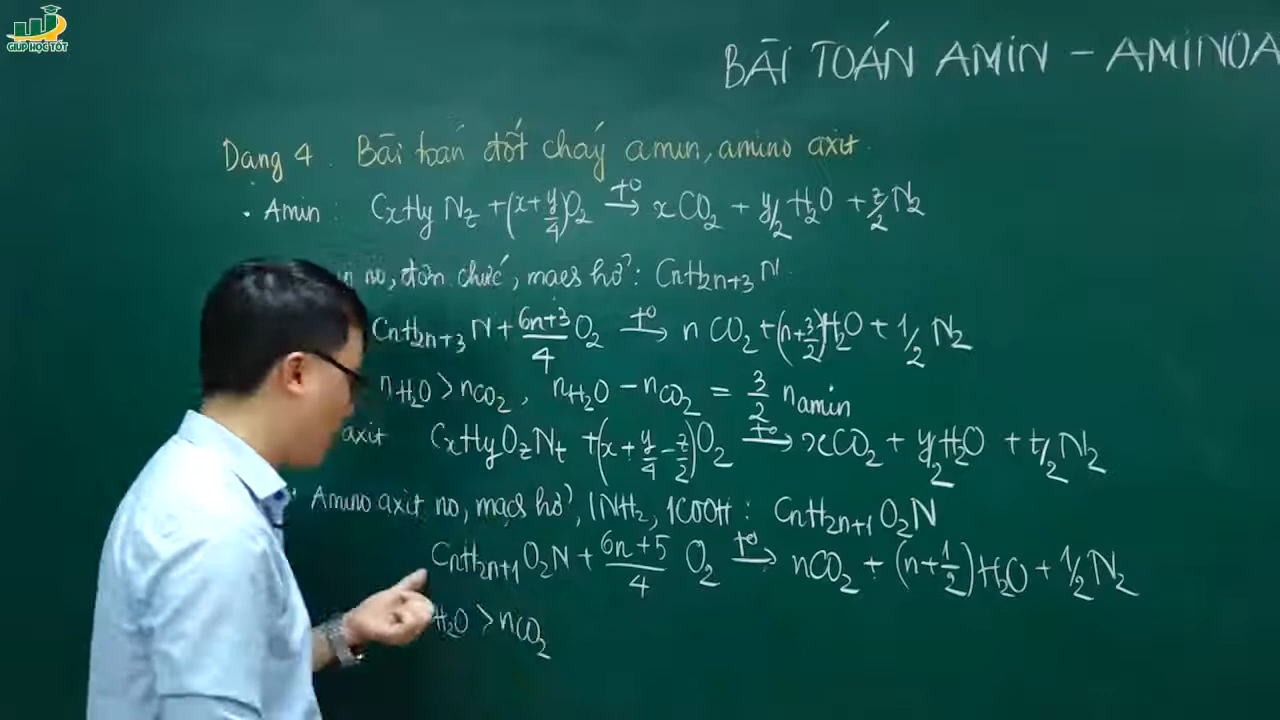 GIÚP HỌC TỐT
BÀI TOÁN AMIN - AMINOA
Dạng 4. Bài toán đốt cháy amin, amino axit.
• Amin: CxHyNz + (x + y/4)O2 t°→ xCO2 + y/2 H2O + z/2 N2
no, đơn chức, mạch hở: CnH2n+3N.
CnH2n+3N + 6n+3/4 O2 t°→ nCO2 + (n+3/2)H2O + 1/2 N2
nH2O > nCO2, nH2O - nCO2 = 3/2 namin
axit CxHyOzNt + (x + y/4 - z/2)O2 t°→ xCO2 + y/2 H2O + t/2 N2
Amino axit no, mạch hở, 1NH2, 1COOH: CnH2n+1O2N
CnH2n+1O2N + 6n+5/4 O2 t°→ nCO2 + (n+1/2)H2O + 1/2 N2
H2O > nCO2